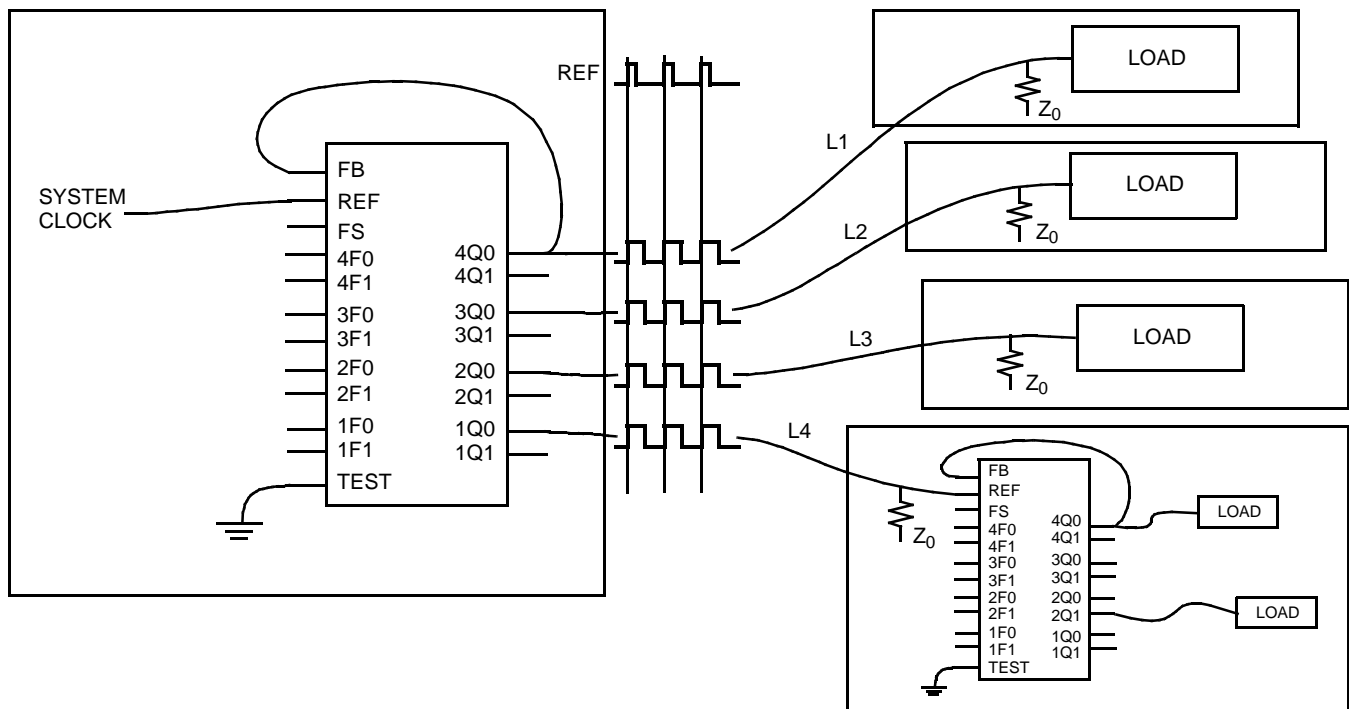 REF
SYSTEM
CLOCK
FB
REF
FS
4F0
4F1
3F0
3F1
2F0
2F1
1F0
1F1
TEST
4Q0
4Q1
3Q0
3Q1
2Q0
2Q1
1Q0
1Q1
L1
L2
L3
L4
LOAD
Z0
LOAD
Z0
LOAD
Z0
Z0
FB
REF
FS
4F0
4F1
3F0
3F1
2F0
2F1
1F0
1F1
TEST
4Q0
4Q1
3Q0
3Q1
2Q0
2Q1
1Q0
1Q1
LOAD
LOAD